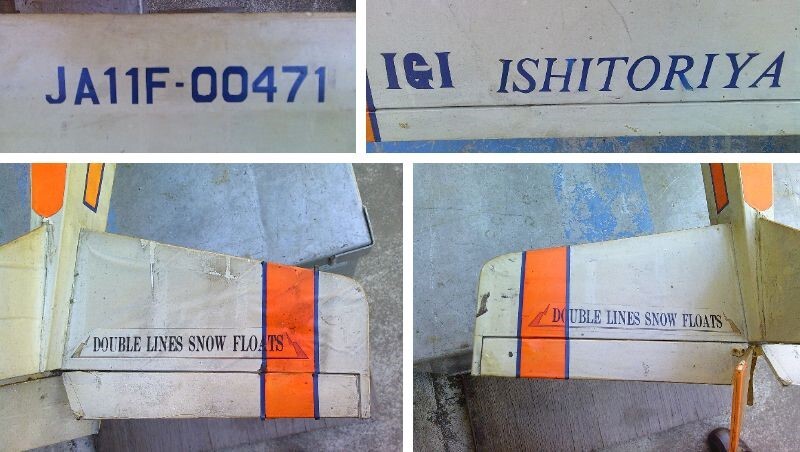 JA11F-00471
IGI ISHITORIYA
DOUBLE LINES SNOW FLOATS
DOUBLE LINES SNOW FLOATS